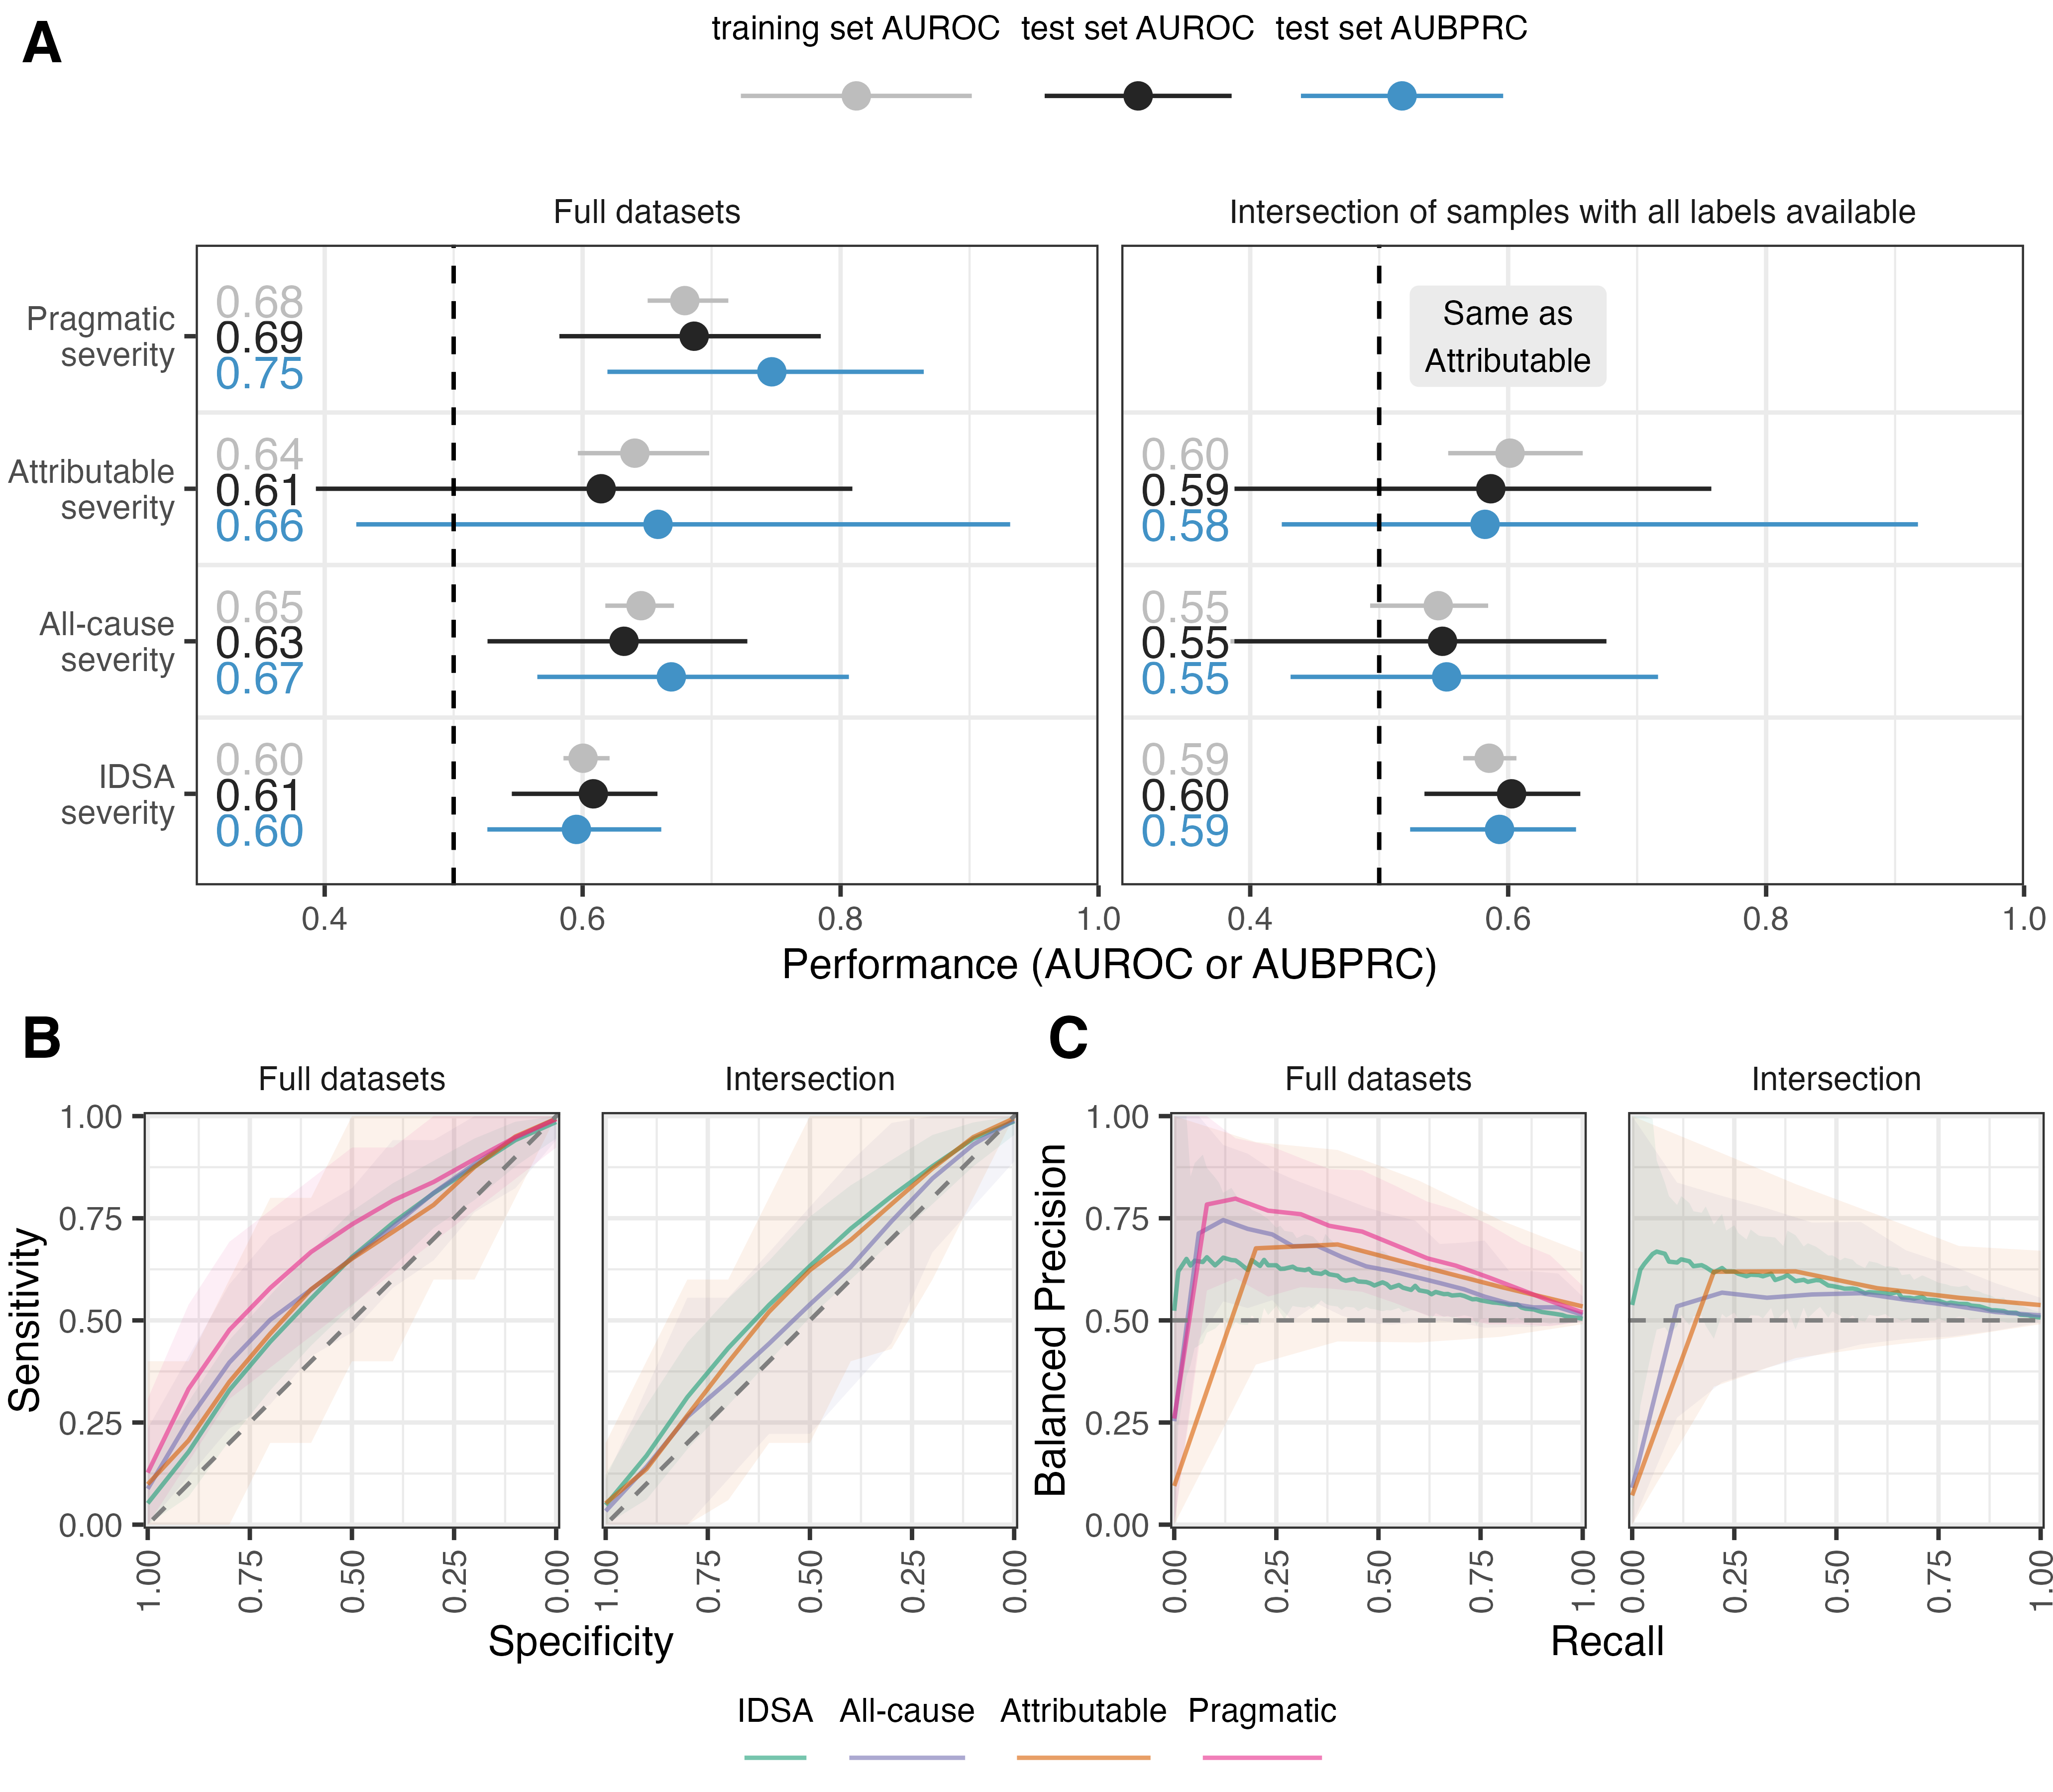 A
training set AUROC test set AUROC test set AUBPRC
Full datasets
Intersection of samples with all labels available
Pragmatic
severity
0.68
0.69
0.75
Same as
Attributable
Attributable
severity
0.64
0.61
0.66
0.60
0.59
0.58
All-cause
severity
0.65
0.63
0.67
0.55
0.55
0.55
IDSA
severity
0.60
0.61
0.60
0.59
0.60
0.59
0.4 0.6 0.8 1.0
0.4 0.6 0.8 1.0
Performance (AUROC or AUBPRC)
B
Full datasets
Intersection
Sensitivity
1.00
0.75
0.50
0.25
0.00
1.00 0.75 0.50 0.25 0.00
1.00 0.75 0.50 0.25 0.00
Specificity
C
Full datasets
Intersection
Balanced Precision
1.00
0.75
0.50
0.25
0.00
0.00 0.25 0.50 0.75 1.00
0.00 0.25 0.50 0.75 1.00
Recall
IDSA All-cause Attributable Pragmatic